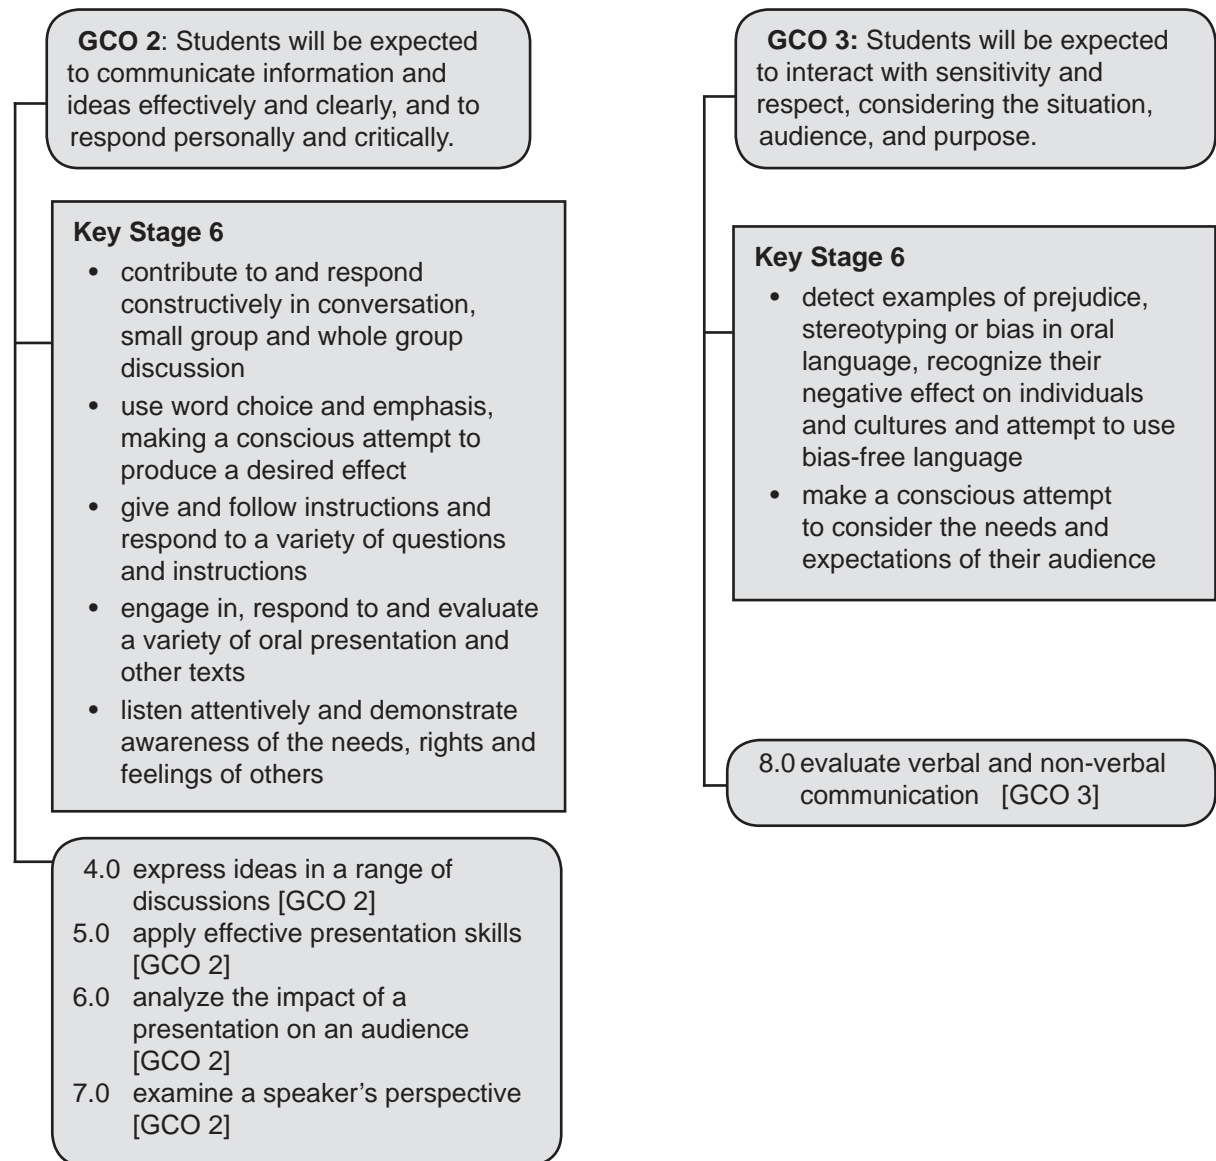 GCO 2: Students will be expected
to communicate information and
ideas effectively and clearly, and to
respond personally and critically.
Key Stage 6
• contribute to and respond
constructively in conversation,
small group and whole group
discussion
• use word choice and emphasis,
making a conscious attempt to
produce a desired effect
• give and follow instructions and
respond to a variety of questions
and instructions
• engage in, respond to and evaluate
a variety of oral presentation and
other texts
• listen attentively and demonstrate
awareness of the needs, rights and
feelings of others
4.0 express ideas in a range of
discussions [GCO 2]
5.0 apply effective presentation skills
[GCO 2]
6.0 analyze the impact of a
presentation on an audience
[GCO 2]
7.0 examine a speaker’s perspective
[GCO 2]
GCO 3: Students will be expected
to interact with sensitivity and
respect, considering the situation,
audience, and purpose.
Key Stage 6
• detect examples of prejudice,
stereotyping or bias in oral
language, recognize their
negative effect on individuals
and cultures and attempt to use
bias-free language
• make a conscious attempt
to consider the needs and
expectations of their audience
8.0 evaluate verbal and non-verbal
communication [GCO 3]